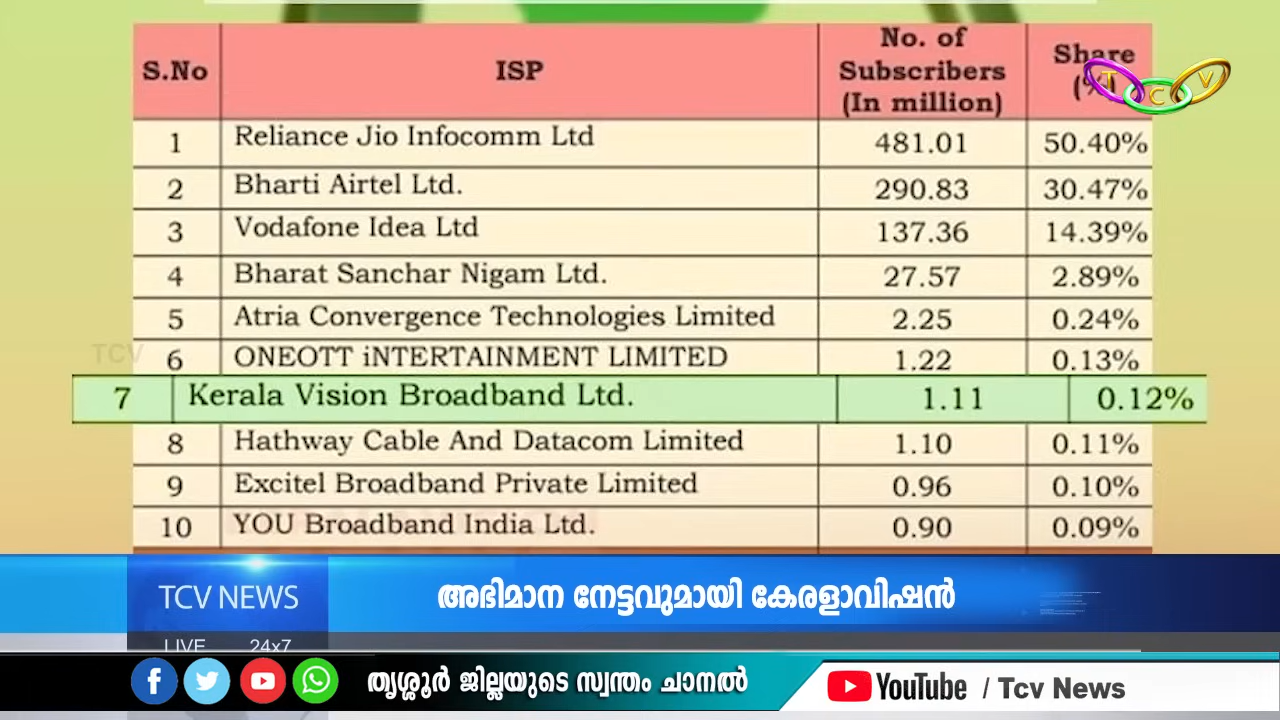 S.No ISP No. of Subscribers (In million) Share (%)
1 Reliance Jio Infocomm Ltd 481.01 50.40%
2 Bharti Airtel Ltd. 290.83 30.47%
3 Vodafone Idea Ltd 137.36 14.39%
4 Bharat Sanchar Nigam Ltd. 27.57 2.89%
5 Atria Convergence Technologies Limited 2.25 0.24%
6 ONEOTT iNTERTAINMENT LIMITED 1.22 0.13%
7 Kerala Vision Broadband Ltd. 1.11 0.12%
8 Hathway Cable And Datacom Limited 1.10 0.11%
9 Excitel Broadband Private Limited 0.96 0.10%
10 YOU Broadband India Ltd. 0.90 0.09%
TCV
TCV
TCV NEWS
LIVE 24x7
അഭിമാന നേട്ടവുമായി കേരളാവിഷൻ
തൃശ്ശൂർ ജില്ലയുടെ സ്വന്തം ചാനൽ
YouTube / Tcv News